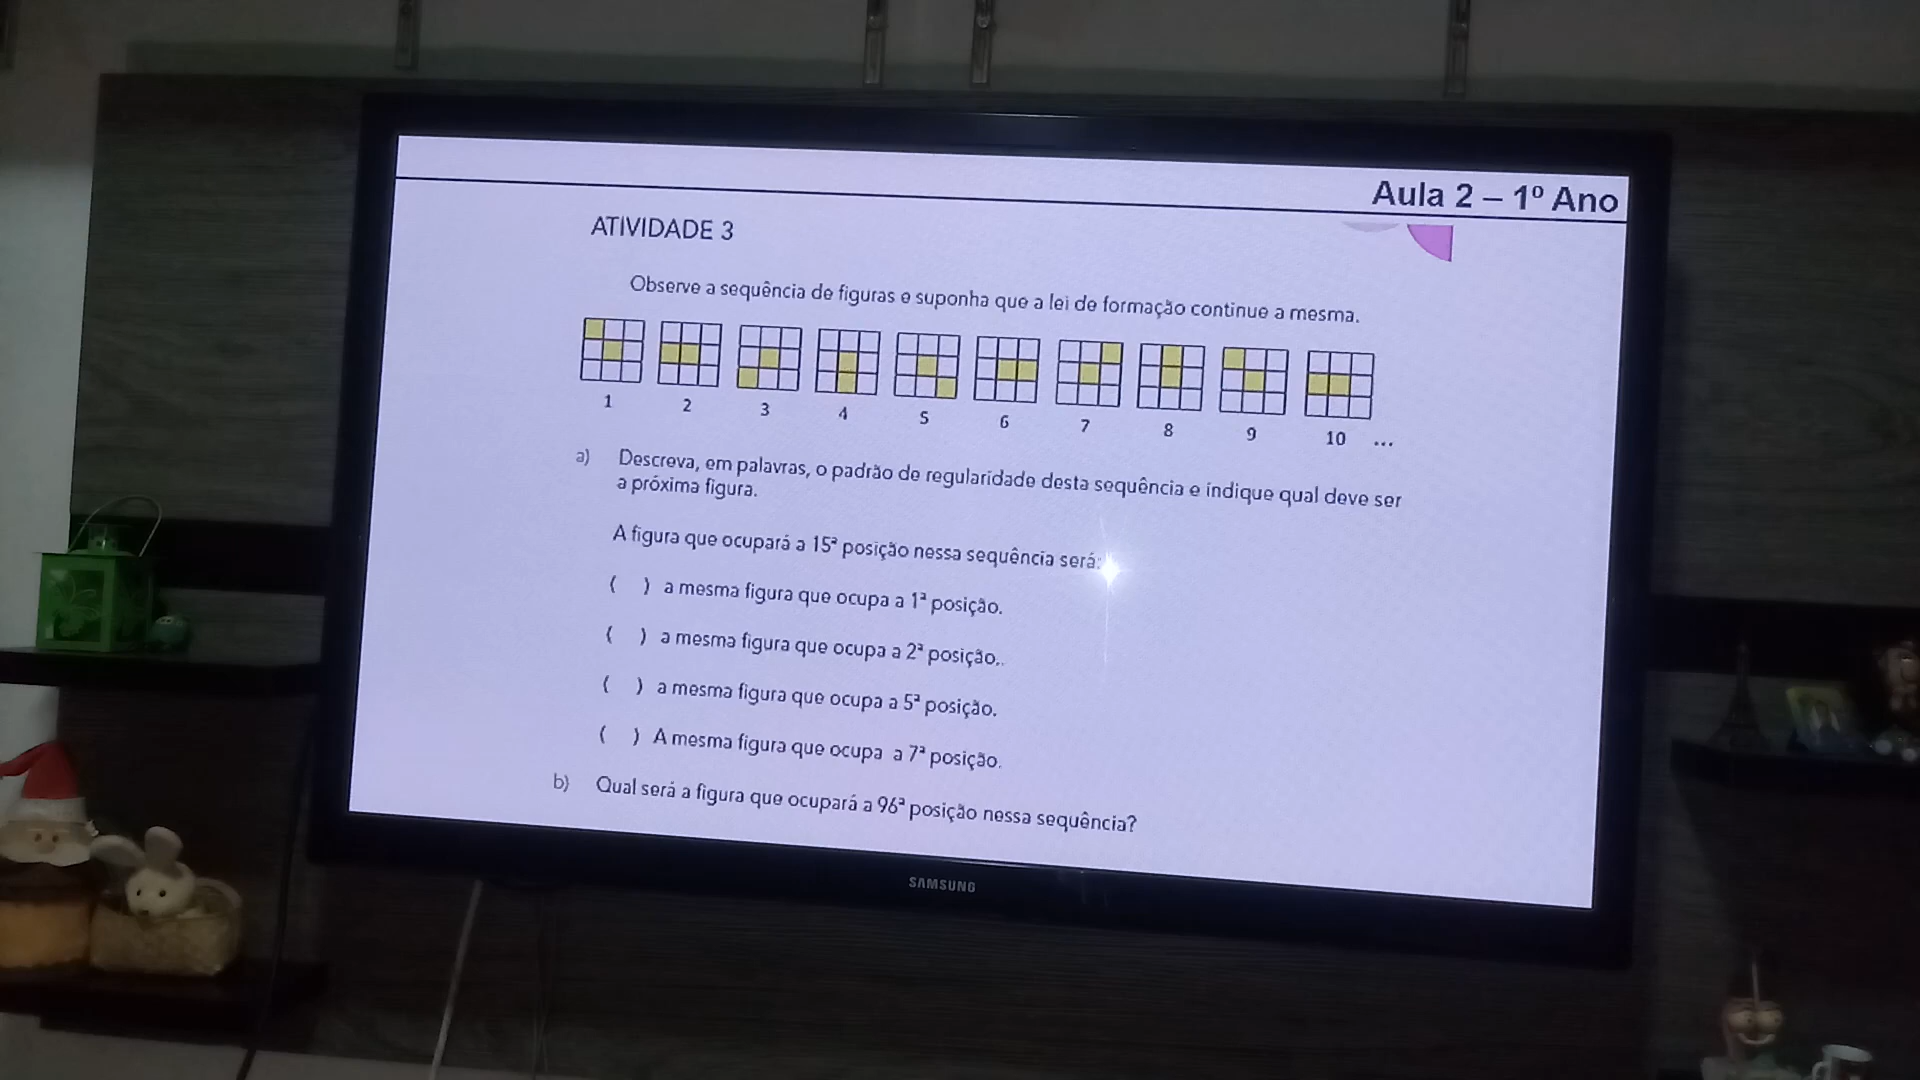 Aula 2 – 1º Ano
ATIVIDADE 3
Observe a sequência de figuras e suponha que a lei de formação continue a mesma.
1 2 3 4 5 6 7 8 9 10 ...
a) Descreva, em palavras, o padrão de regularidade desta sequência e indique qual deve ser
a próxima figura.
A figura que ocupará a 15ª posição nessa sequência será:
( ) a mesma figura que ocupa a 1ª posição.
( ) a mesma figura que ocupa a 2ª posição..
( ) a mesma figura que ocupa a 5ª posição.
( ) A mesma figura que ocupa a 7ª posição.
b) Qual será a figura que ocupará a 96ª posição nessa sequência?
SAMSUNG